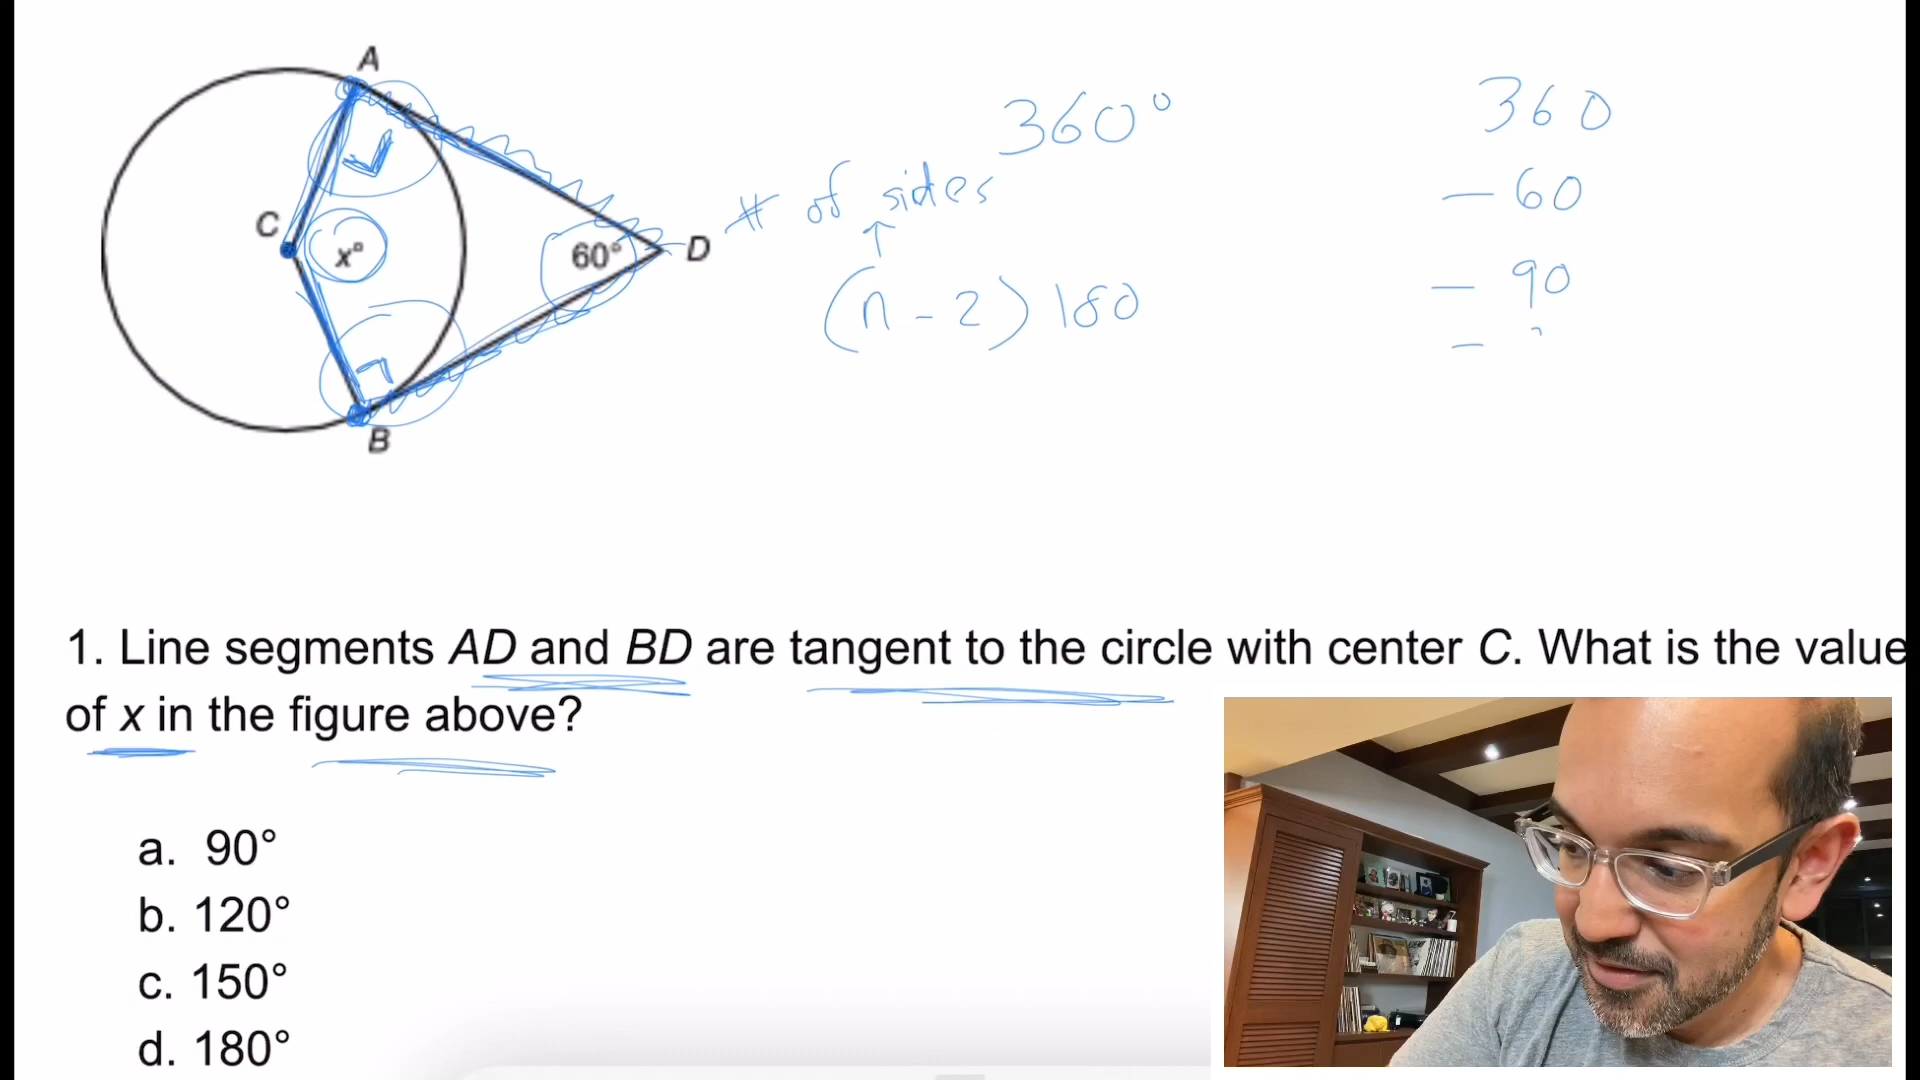 A
C
x°
60°
D
B
360°
# of sides
↑
(n - 2) 180
360
- 60
- 90
-
1. Line segments AD and BD are tangent to the circle with center C. What is the value
of x in the figure above?
a. 90°
b. 120°
c. 150°
d. 180°